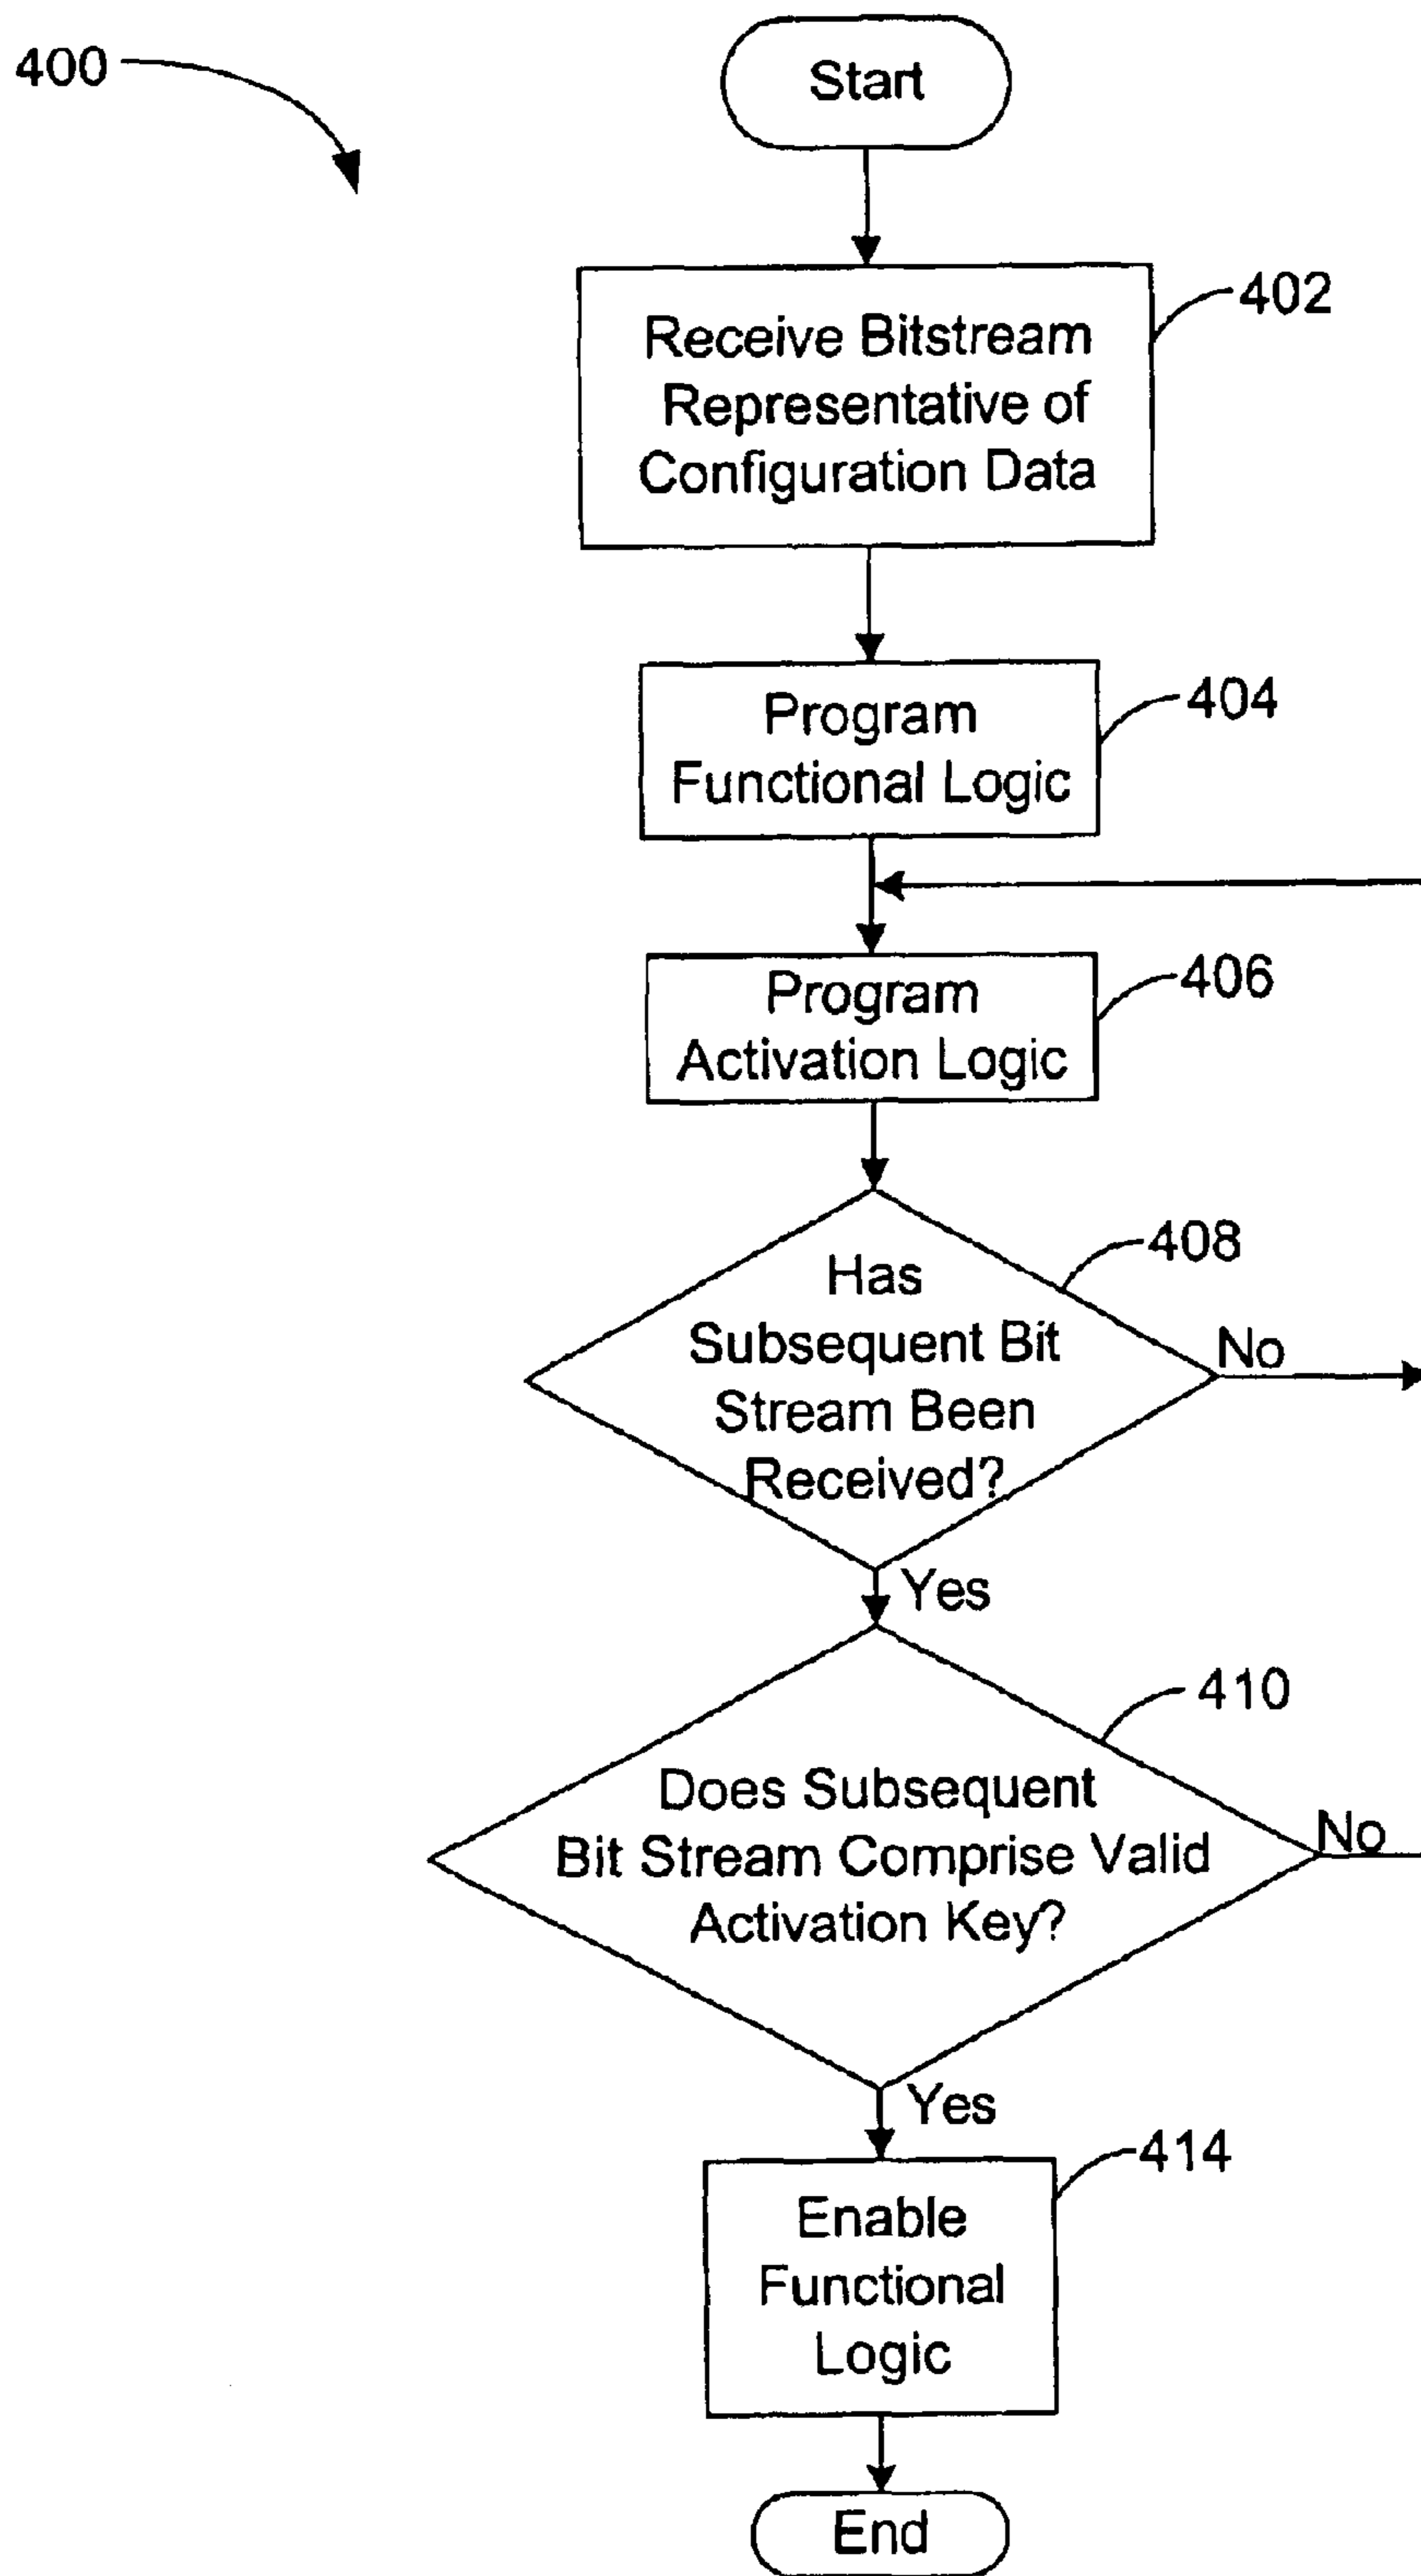 400
Start
402
Receive Bitstream
Representative of
Configuration Data
404
Program
Functional Logic
406
Program
Activation Logic
408
Has
Subsequent Bit
Stream Been
Received?
No
Yes
410
Does Subsequent
Bit Stream Comprise Valid
Activation Key?
No
Yes
414
Enable
Functional
Logic
End